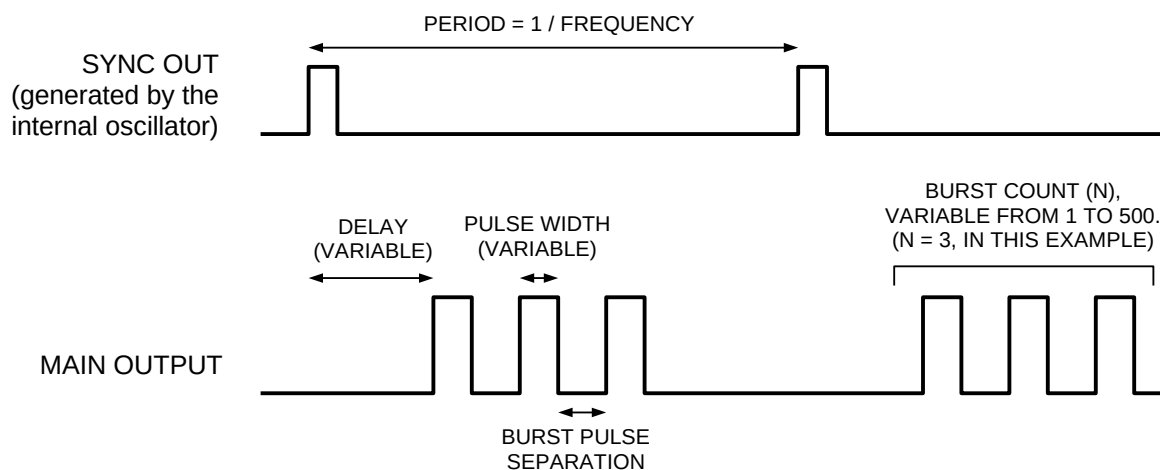 PERIOD = 1 / FREQUENCY
SYNC OUT
(generated by the
internal oscillator)
BURST COUNT (N),
VARIABLE FROM 1 TO 500.
(N = 3, IN THIS EXAMPLE)
DELAY
(VARIABLE)
PULSE WIDTH
(VARIABLE)
MAIN OUTPUT
BURST PULSE
SEPARATION